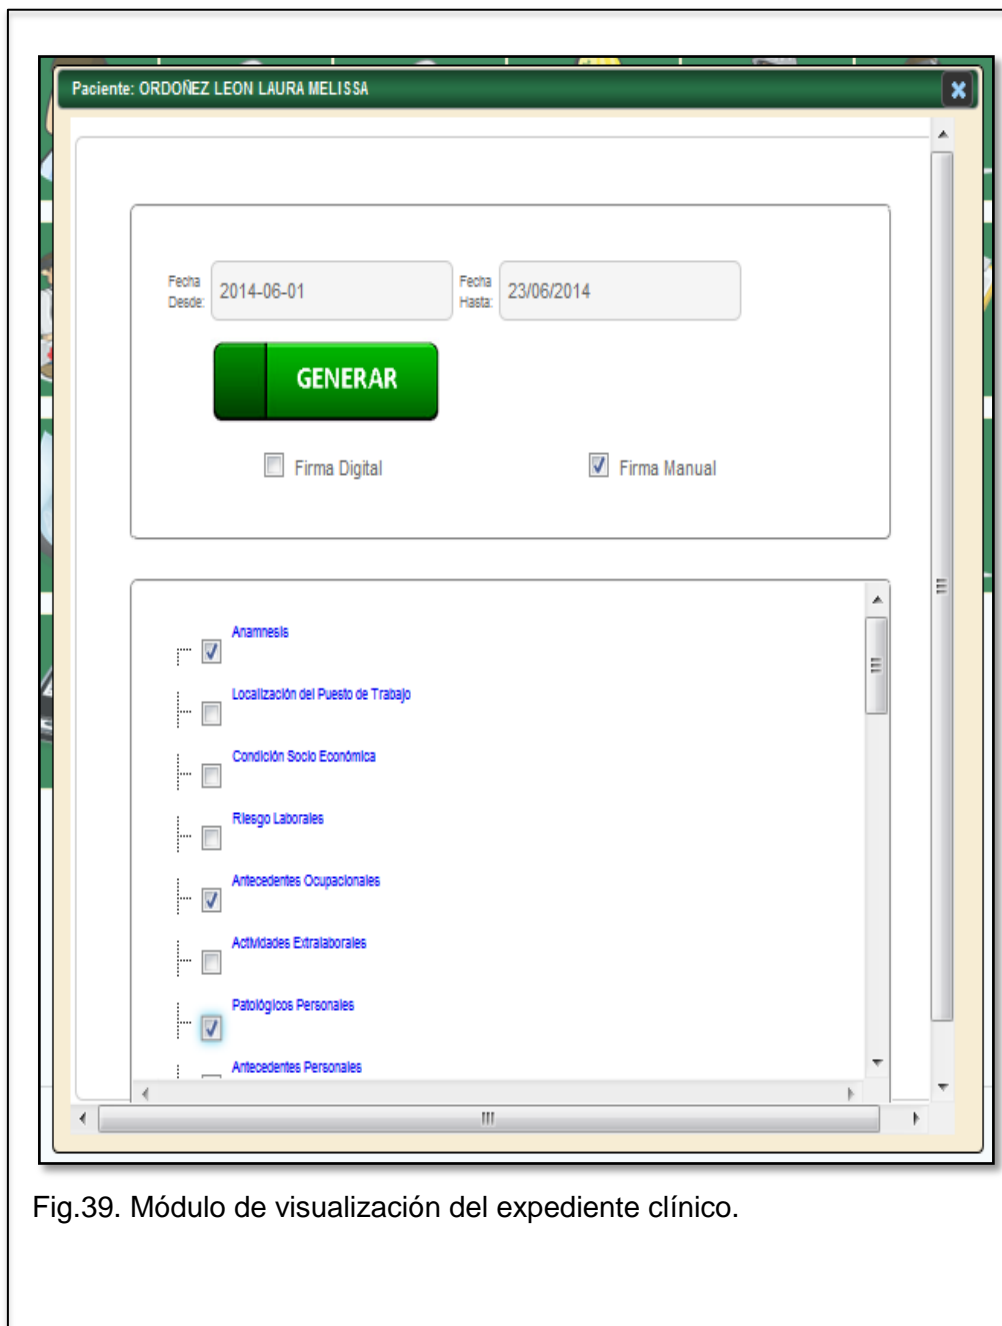 Paciente: ORDOÑEZ LEON LAURA MELISSA
Fecha
Desde:
2014-06-01
Fecha
Hasta:
23/06/2014
GENERAR
Firma Digital
Firma Manual
Anamnesis
Localización del Puesto de Trabajo
Condición Socio Económica
Riesgo Laborales
Antecedentes Ocupacionales
Actividades Extralaborales
Patológicos Personales
Antecedentes Personales
Fig.39. Módulo de visualización del expediente clínico.